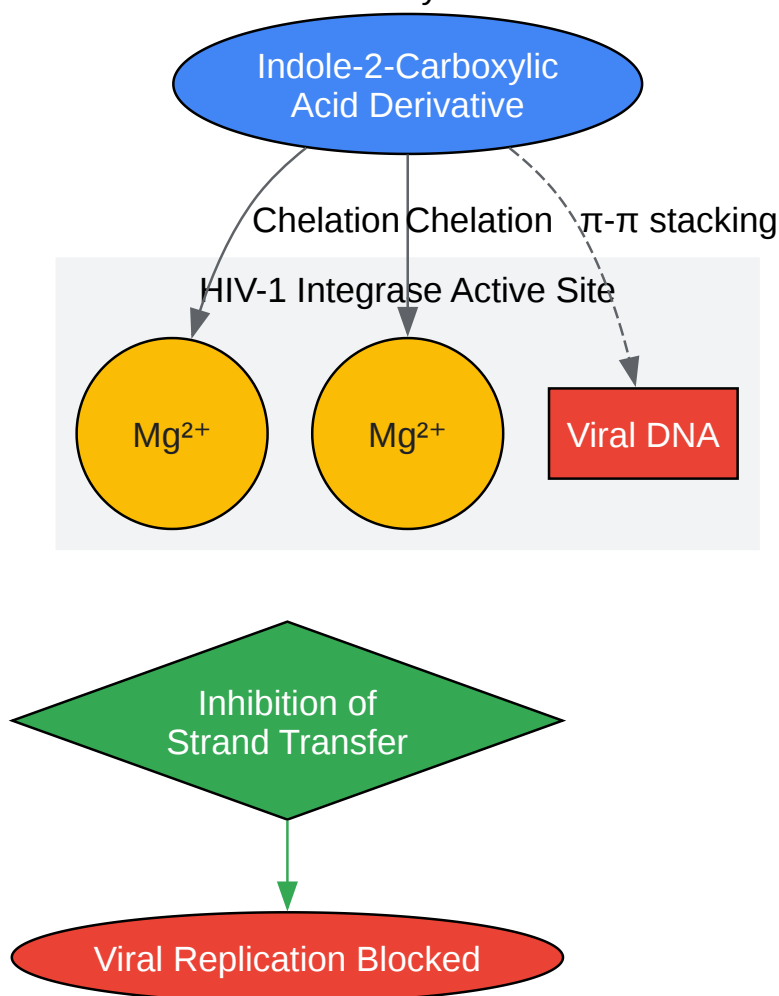 Indole-2-Carboxylic
Acid Derivative
Chelation
Chelation
π-π stacking
HIV-1 Integrase Active Site
Mg²⁺
Mg²⁺
Viral DNA
Inhibition of
Strand Transfer
Viral Replication Blocked